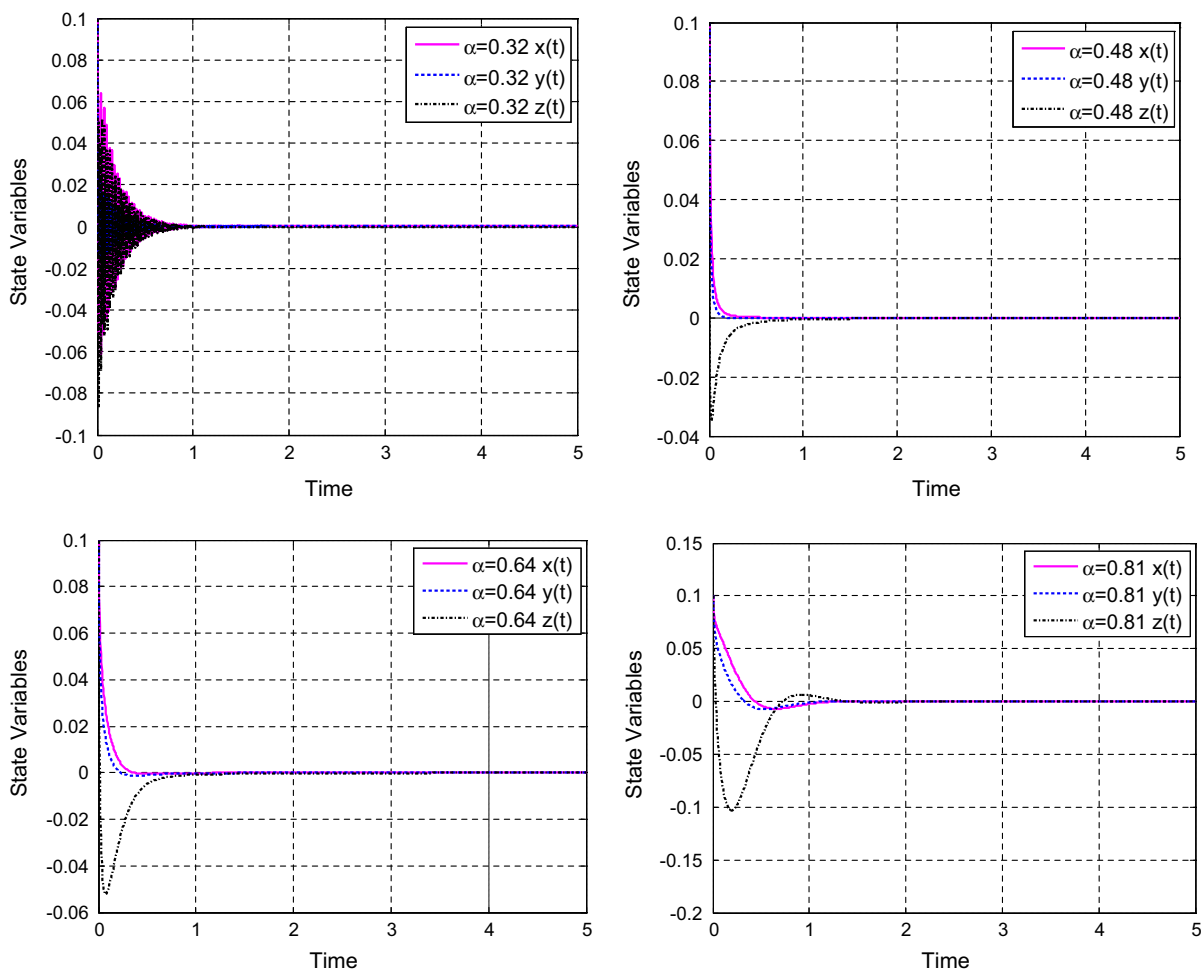 0.1
0.08
0.06
0.04
0.02
0
-0.02
-0.04
-0.06
-0.08
-0.1
State Variables
α=0.32 x(t)
α=0.32 y(t)
α=0.32 z(t)
0 1 2 3 4 5
Time
0.1
0.08
0.06
0.04
0.02
0
-0.02
-0.04
State Variables
α=0.48 x(t)
α=0.48 y(t)
α=0.48 z(t)
0 1 2 3 4 5
Time
0.1
0.08
0.06
0.04
0.02
0
-0.02
-0.04
-0.06
State Variables
α=0.64 x(t)
α=0.64 y(t)
α=0.64 z(t)
0 1 2 3 4 5
Time
0.15
0.1
0.05
0
-0.05
-0.1
-0.15
-0.2
State Variables
α=0.81 x(t)
α=0.81 y(t)
α=0.81 z(t)
0 1 2 3 4 5
Time